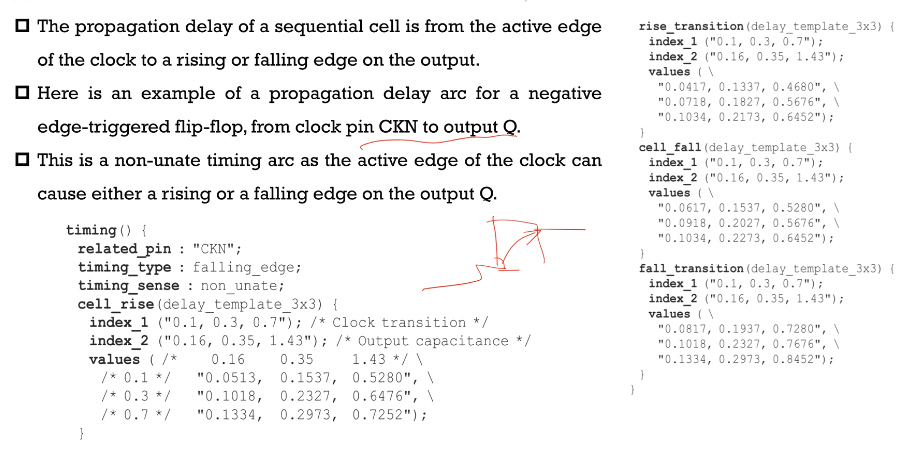 The propagation delay of a sequential cell is from the active edge
of the clock to a rising or falling edge on the output.
Here is an example of a propagation delay arc for a negative
edge-triggered flip-flop, from clock pin CKN to output Q.
This is a non-unate timing arc as the active edge of the clock can
cause either a rising or a falling edge on the output Q.
timing() {
related_pin : "CKN";
timing_type : falling_edge;
timing_sense : non_unate;
cell_rise(delay_template_3x3) {
index_1 ("0.1, 0.3, 0.7"); /* Clock transition */
index_2 ("0.16, 0.35, 1.43"); /* Output capacitance */
values ( /* 0.16 0.35 1.43 */ \
/* 0.1 */ "0.0513, 0.1537, 0.5280", \
/* 0.3 */ "0.1018, 0.2327, 0.6476", \
/* 0.7 */ "0.1334, 0.2973, 0.7252");
}
rise_transition(delay_template_3x3) {
index_1 ("0.1, 0.3, 0.7");
index_2 ("0.16, 0.35, 1.43");
values ( \
"0.0417, 0.1337, 0.4680", \
"0.0718, 0.1827, 0.5676", \
"0.1034, 0.2173, 0.6452");
}
cell_fall(delay_template_3x3) {
index_1 ("0.1, 0.3, 0.7");
index_2 ("0.16, 0.35, 1.43");
values ( \
"0.0617, 0.1537, 0.5280", \
"0.0918, 0.2027, 0.5676", \
"0.1034, 0.2273, 0.6452");
}
fall_transition(delay_template_3x3) {
index_1 ("0.1, 0.3, 0.7");
index_2 ("0.16, 0.35, 1.43");
values ( \
"0.0817, 0.1937, 0.7280", \
"0.1018, 0.2327, 0.7676", \
"0.1334, 0.2973, 0.8452");
}
}